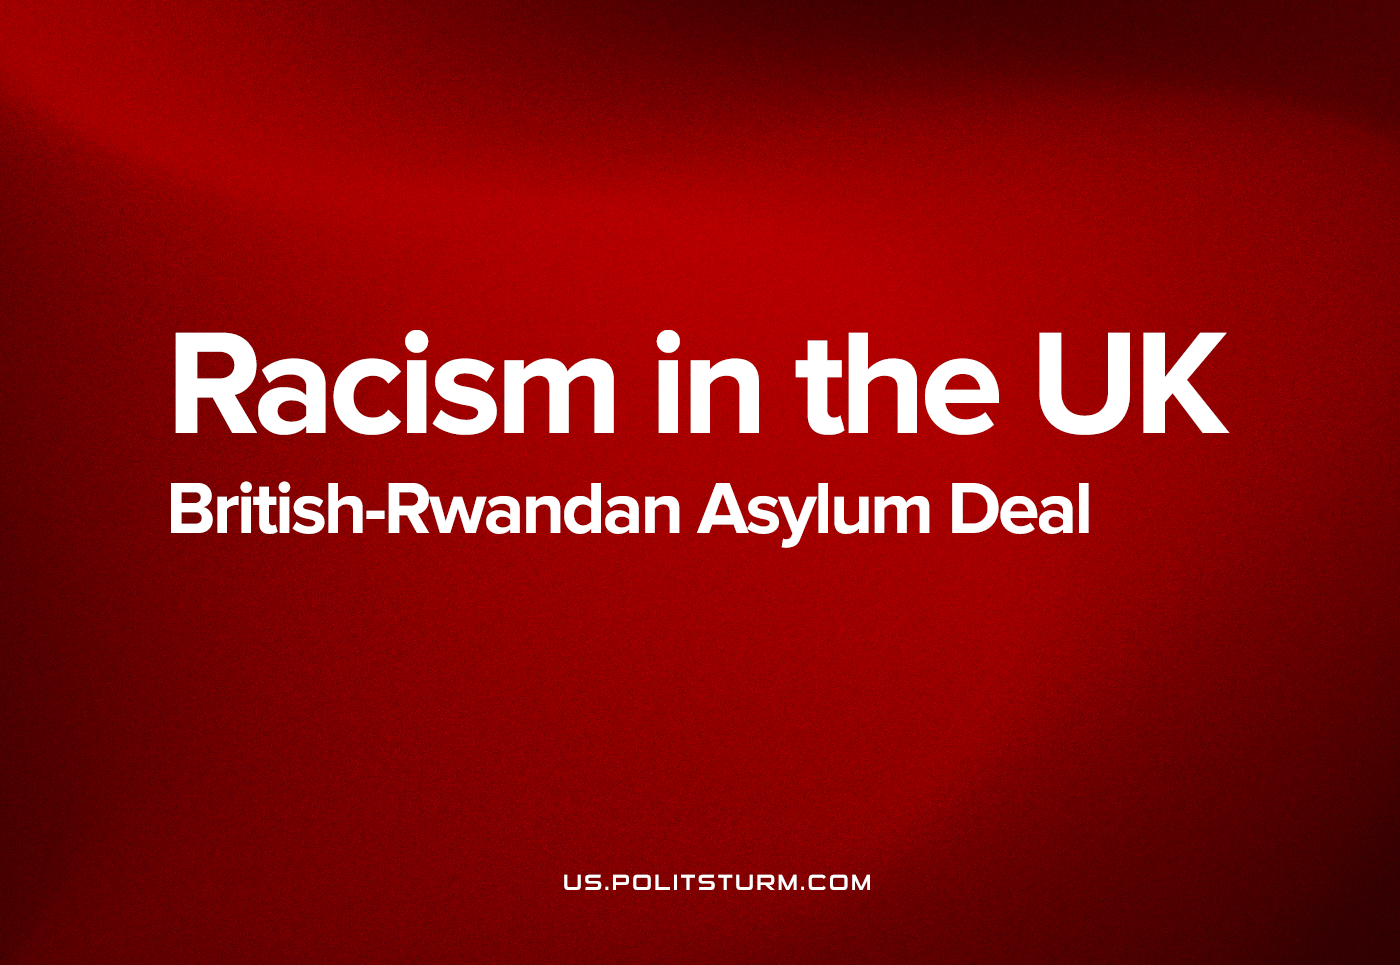 Racism in the UK
British-Rwandan Asylum Deal
US.POLITSTURM.COM